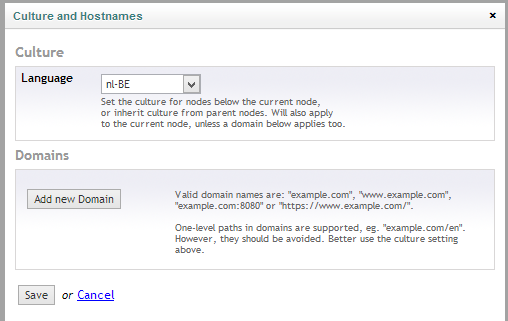 Culture and Hostnames ×
Culture
Language nl-BE
Set the culture for nodes below the current node,
or inherit culture from parent nodes. Will also apply
to the current node, unless a domain below applies too.
Domains
Add new Domain
Valid domain names are: "example.com", "www.example.com",
"example.com:8080" or "https://www.example.com/".
One-level paths in domains are supported, eg. "example.com/en".
However, they should be avoided. Better use the culture setting
above.
Save or Cancel